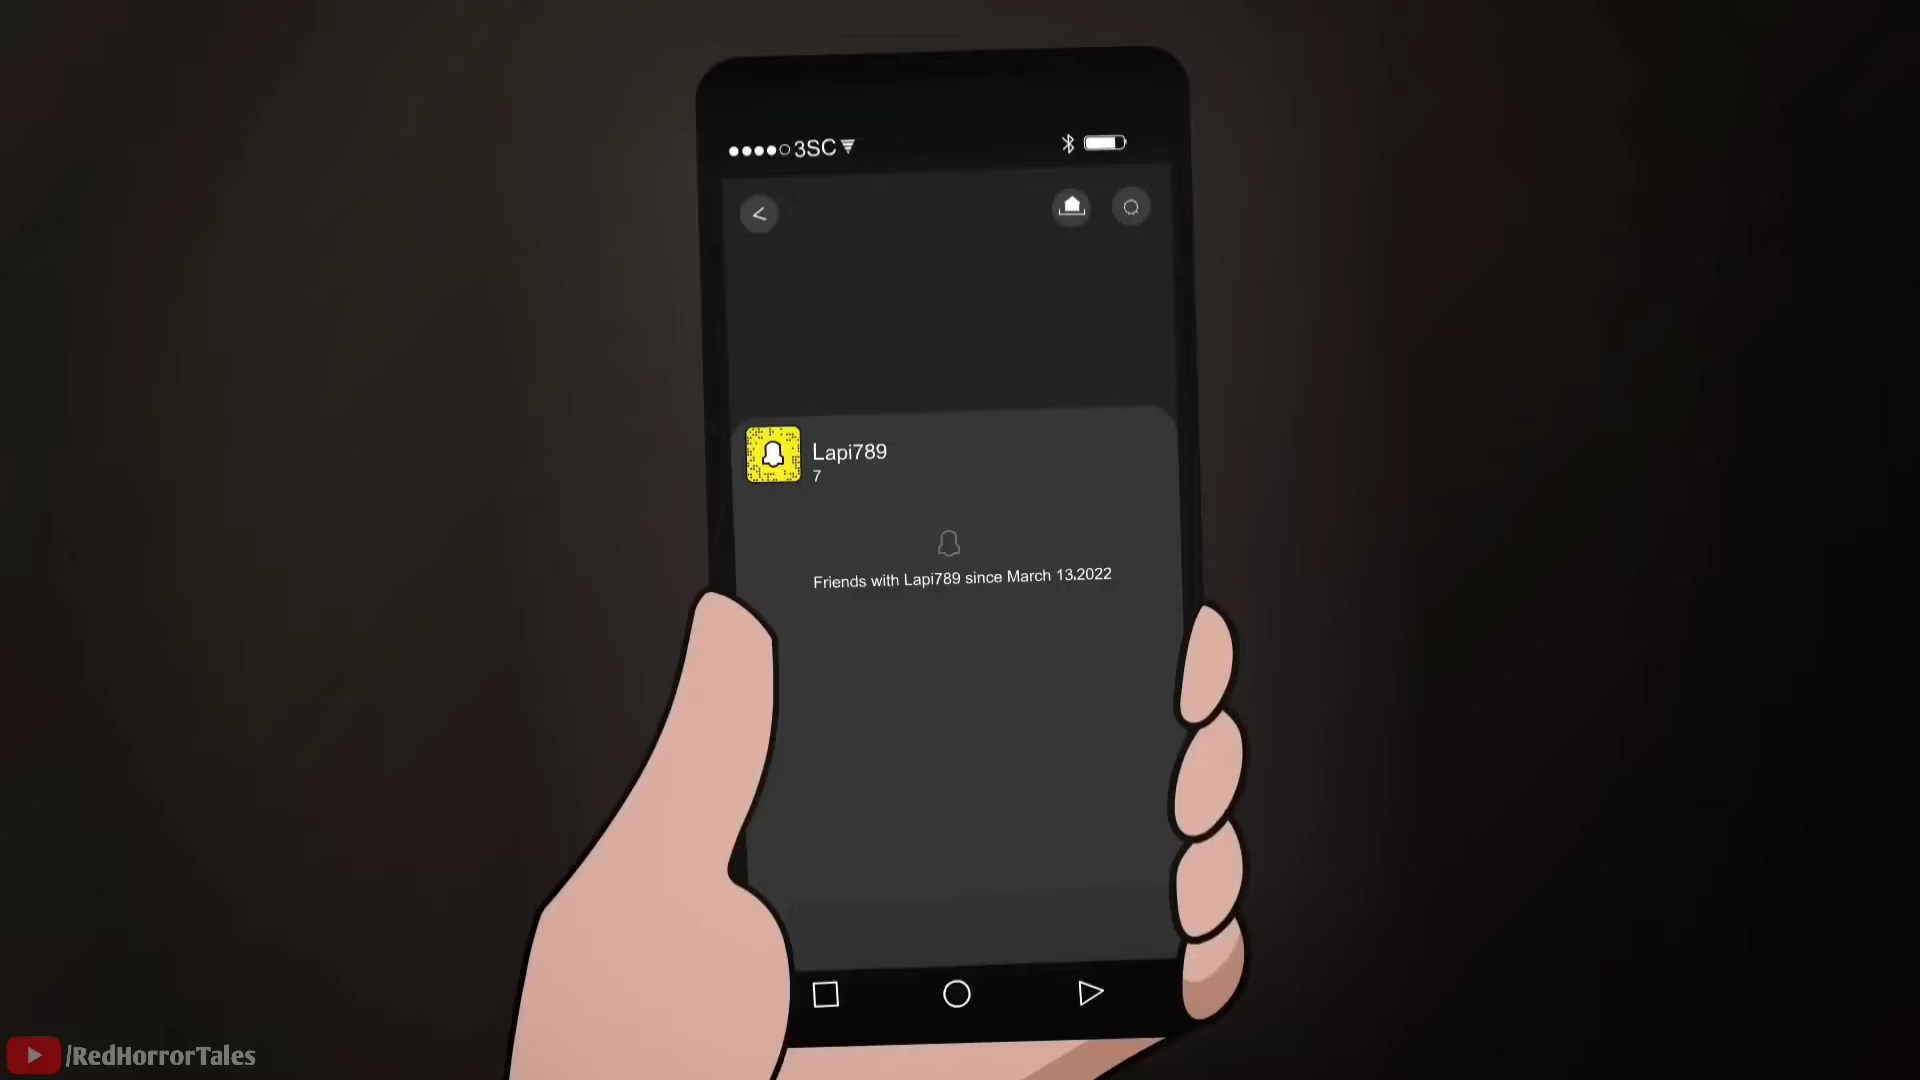 3SC
Lapi789
7
Friends with Lapi789 since March 13,2022
/RedHorrorTales